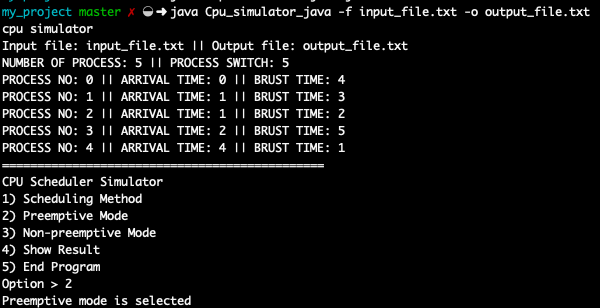 my_project master ✗ ◒➜ java Cpu_simulator_java -f input_file.txt -o output_file.txt
cpu simulator
Input file: input_file.txt || Output file: output_file.txt
NUMBER OF PROCESS: 5 || PROCESS SWITCH: 5
PROCESS NO: 0 || ARRIVAL TIME: 0 || BRUST TIME: 4
PROCESS NO: 1 || ARRIVAL TIME: 1 || BRUST TIME: 3
PROCESS NO: 2 || ARRIVAL TIME: 1 || BRUST TIME: 2
PROCESS NO: 3 || ARRIVAL TIME: 2 || BRUST TIME: 5
PROCESS NO: 4 || ARRIVAL TIME: 4 || BRUST TIME: 1
==============================================
CPU Scheduler Simulator
1) Scheduling Method
2) Preemptive Mode
3) Non-preemptive Mode
4) Show Result
5) End Program
Option > 2
Preemptive mode is selected